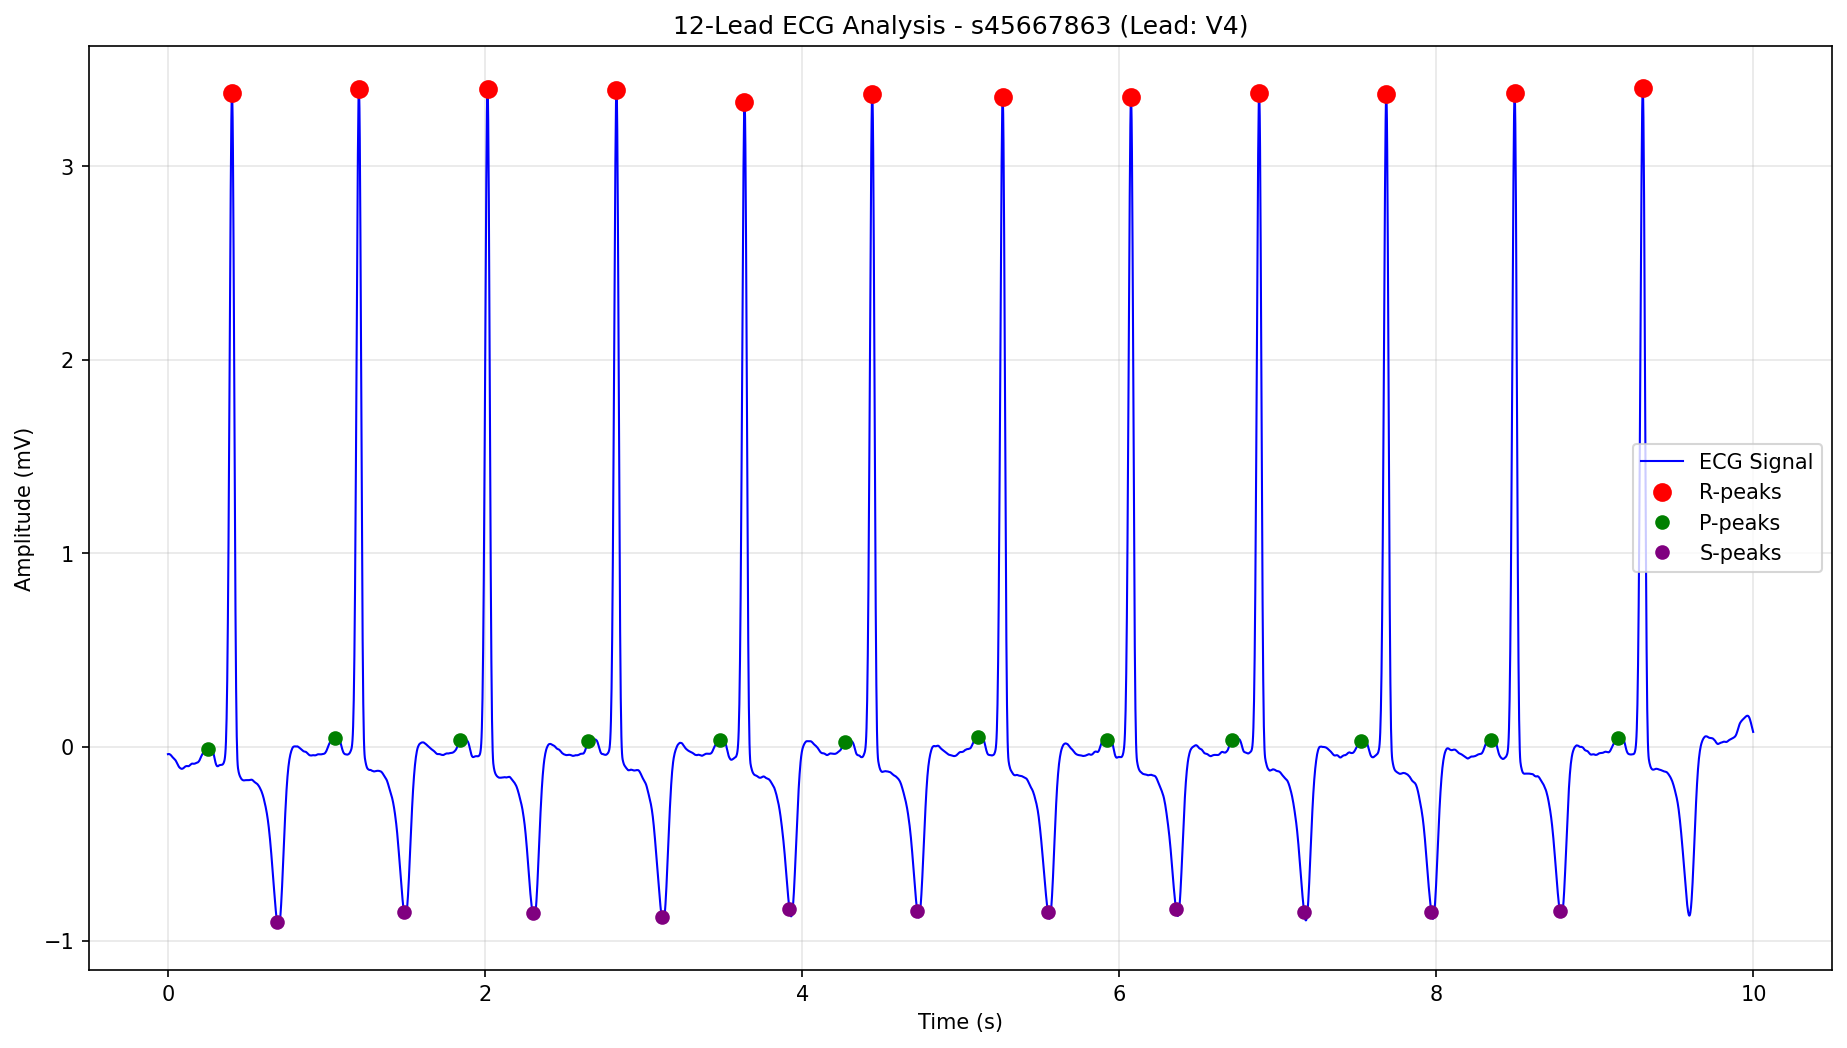 12-Lead ECG Analysis - s45667863 (Lead: V4)
Amplitude (mV)
3
2
1
0
−1
ECG Signal
R-peaks
P-peaks
S-peaks
0 2 4 6 8 10
Time (s)